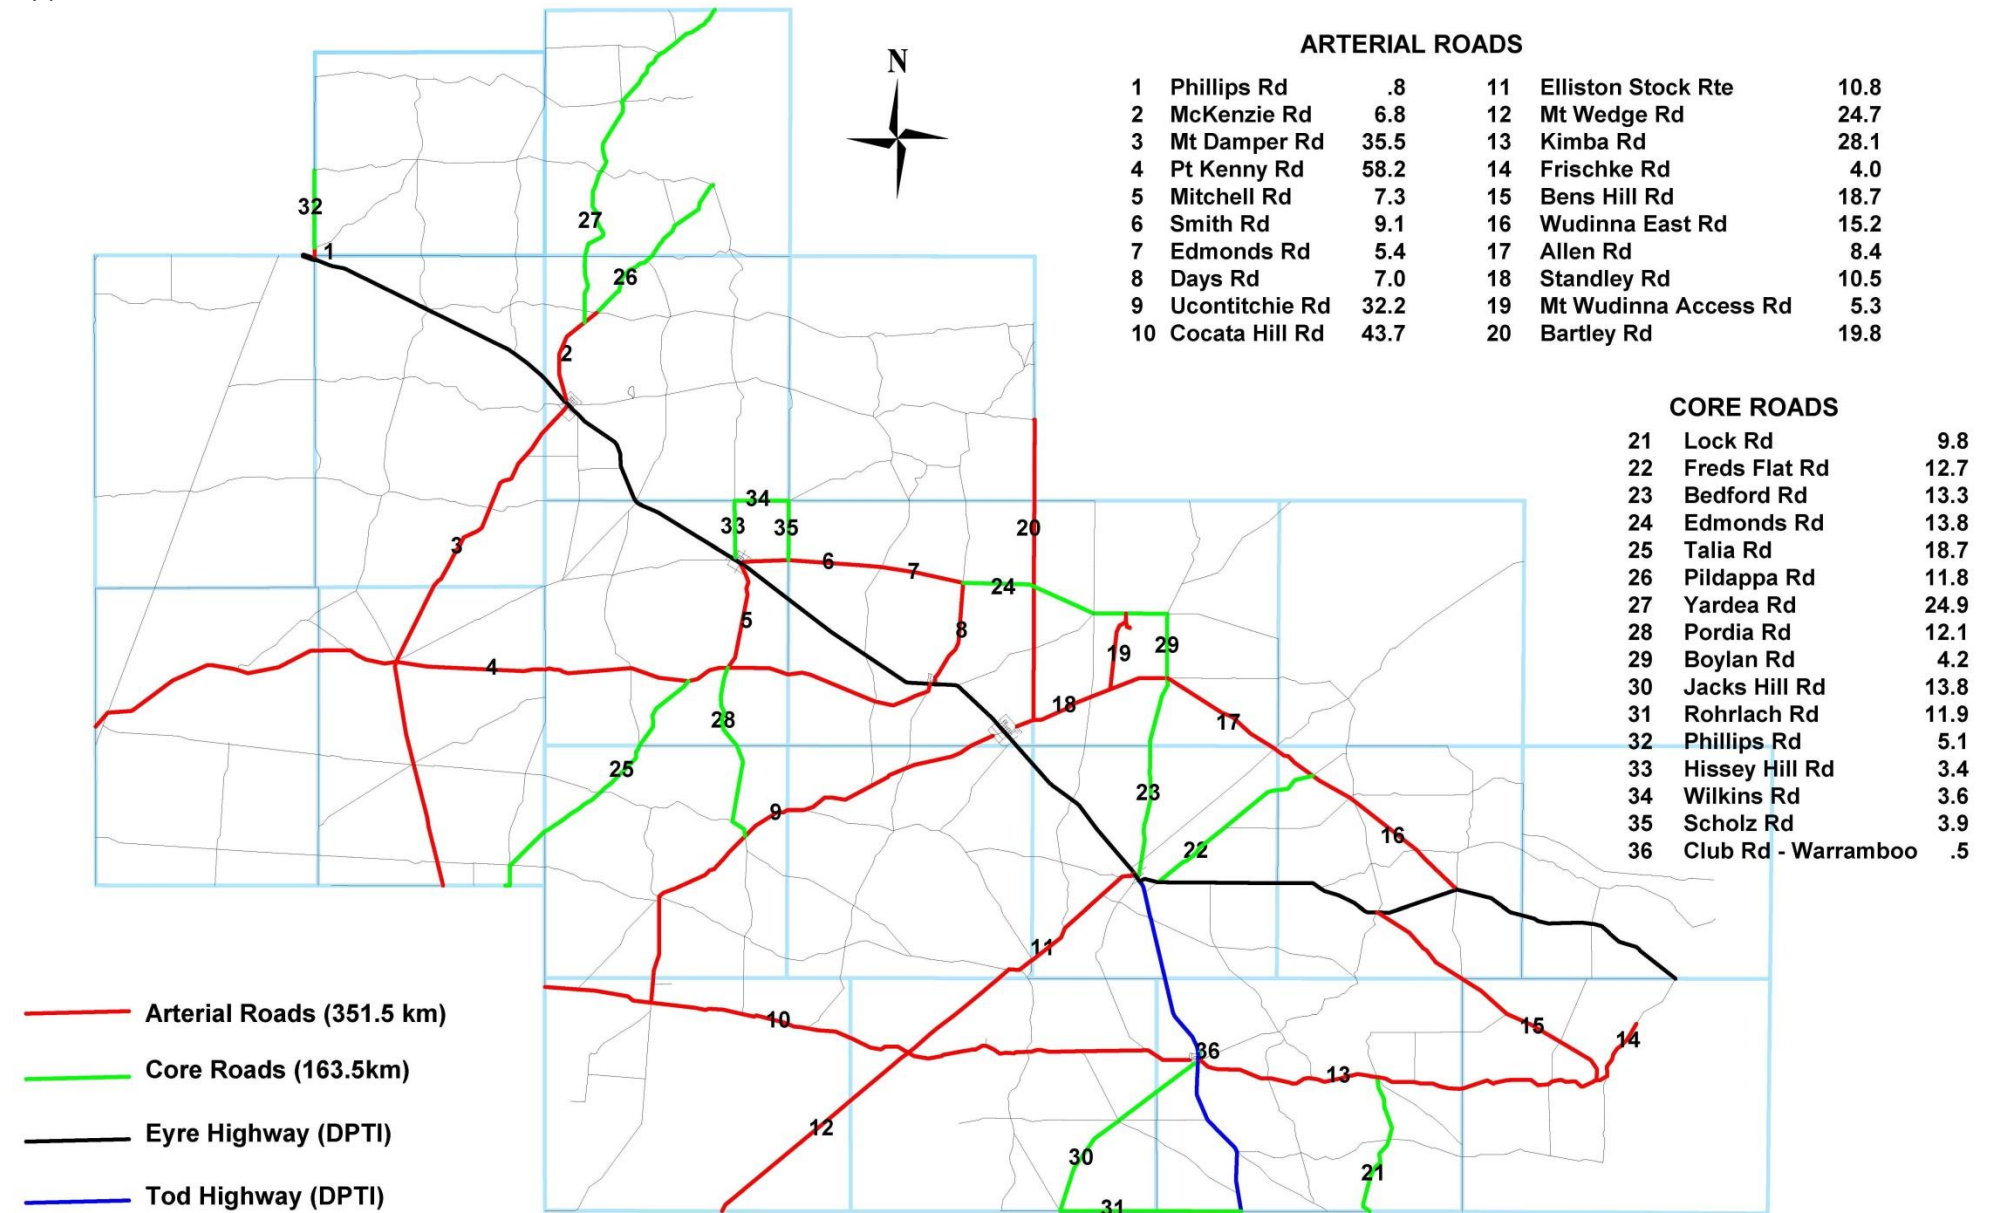 N
ARTERIAL ROADS
1 Phillips Rd .8 11 Elliston Stock Rte 10.8
2 McKenzie Rd 6.8 12 Mt Wedge Rd 24.7
3 Mt Damper Rd 35.5 13 Kimba Rd 28.1
4 Pt Kenny Rd 58.2 14 Frischke Rd 4.0
5 Mitchell Rd 7.3 15 Bens Hill Rd 18.7
6 Smith Rd 9.1 16 Wudinna East Rd 15.2
7 Edmonds Rd 5.4 17 Allen Rd 8.4
8 Days Rd 7.0 18 Standley Rd 10.5
9 Ucontitchie Rd 32.2 19 Mt Wudinna Access Rd 5.3
10 Cocata Hill Rd 43.7 20 Bartley Rd 19.8
CORE ROADS
21 Lock Rd 9.8
22 Freds Flat Rd 12.7
23 Bedford Rd 13.3
24 Edmonds Rd 13.8
25 Talia Rd 18.7
26 Pildappa Rd 11.8
27 Yardea Rd 24.9
28 Pordia Rd 12.1
29 Boylan Rd 4.2
30 Jacks Hill Rd 13.8
31 Rohrlach Rd 11.9
32 Phillips Rd 5.1
33 Hissey Hill Rd 3.4
34 Wilkins Rd 3.6
35 Scholz Rd 3.9
36 Club Rd - Warramboo .5
32
27
1
26
2
34
33
35
20
3
6
7
24
5
8
19
29
4
18
28
17
25
23
9
16
22
11
10
15
36
14
13
12
30
21
31
Arterial Roads (351.5 km)
Core Roads (163.5km)
Eyre Highway (DPTI)
Tod Highway (DPTI)